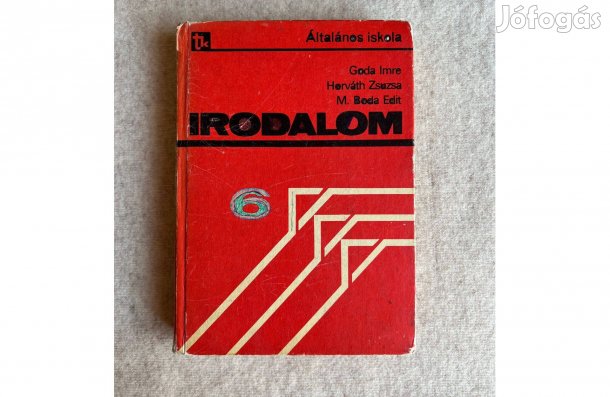 Jófogás
tk
Általános iskola
Goda Imre
Horváth Zsuzsa
M. Boda Edit
IRODALOM
6